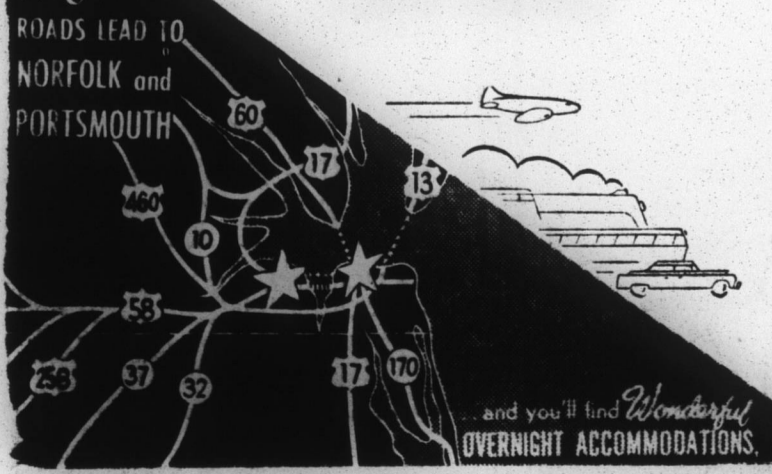 ROADS LEAD TO
NORFOLK and
PORTSMOUTH
60
17
13
460
10
58
258
37
32
17
170
...and you'll find Wonderful
OVERNIGHT ACCOMMODATIONS.